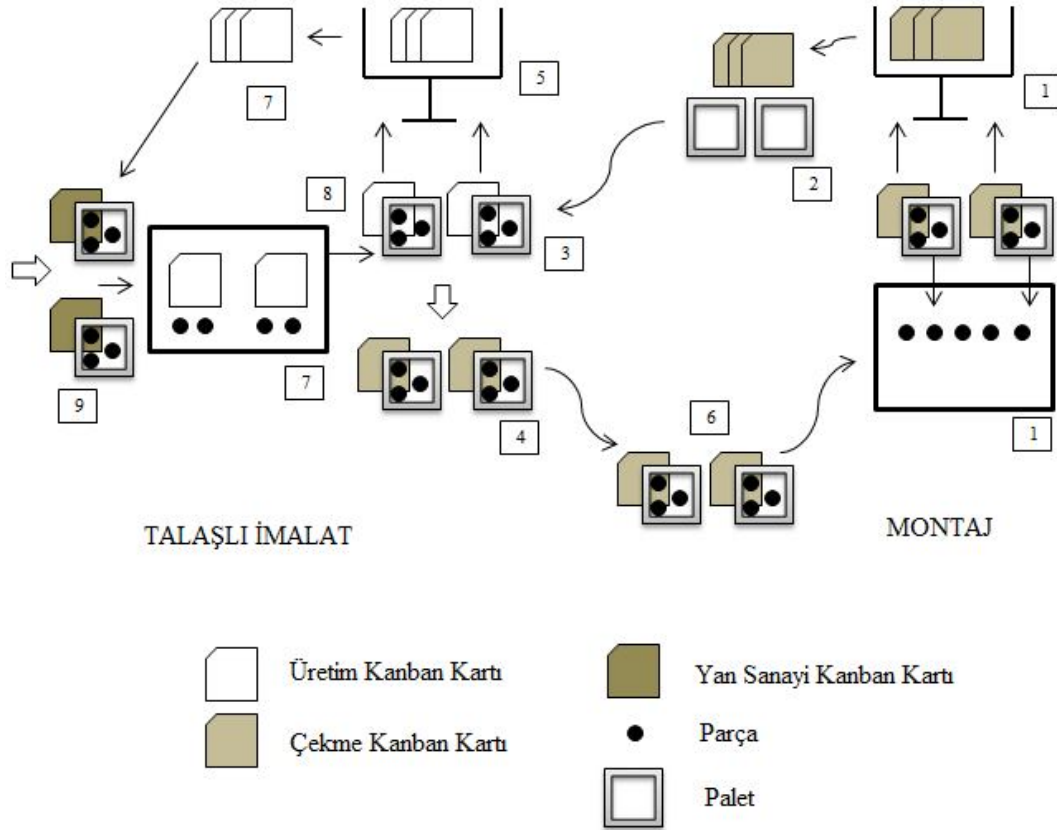 5
1
7
2
8
3
9
7
4
6
1
TALAŞLI İMALAT
MONTAJ
Üretim Kanban Kartı
Yan Sanayi Kanban Kartı
Çekme Kanban Kartı
Parça
Palet